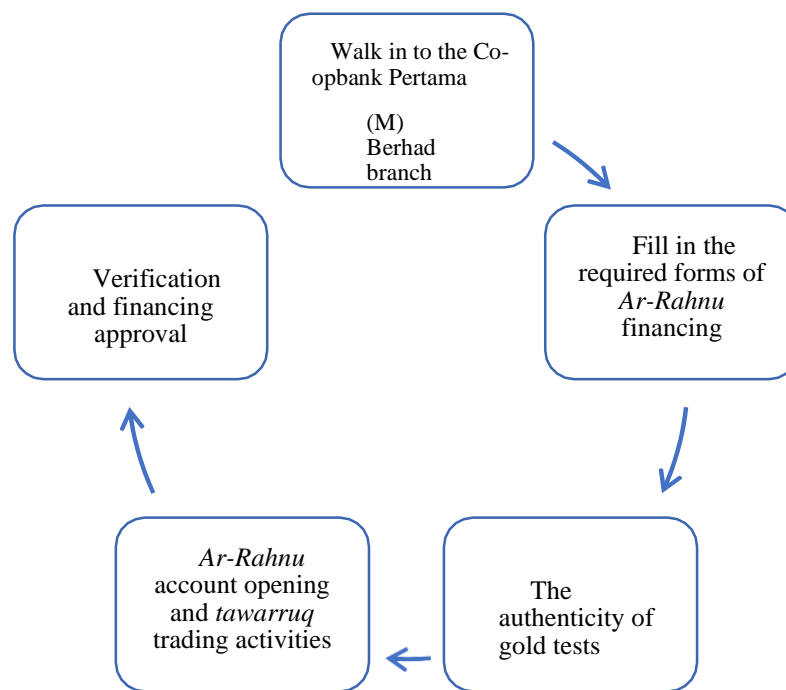 Walk in to the Co-
opbank Pertama
(M)
Berhad
branch
Fill in the
required forms of
Ar-Rahnu
financing
The
authenticity of
gold tests
Ar-Rahnu
account opening
and tawarruq
trading activities
Verification
and financing
approval